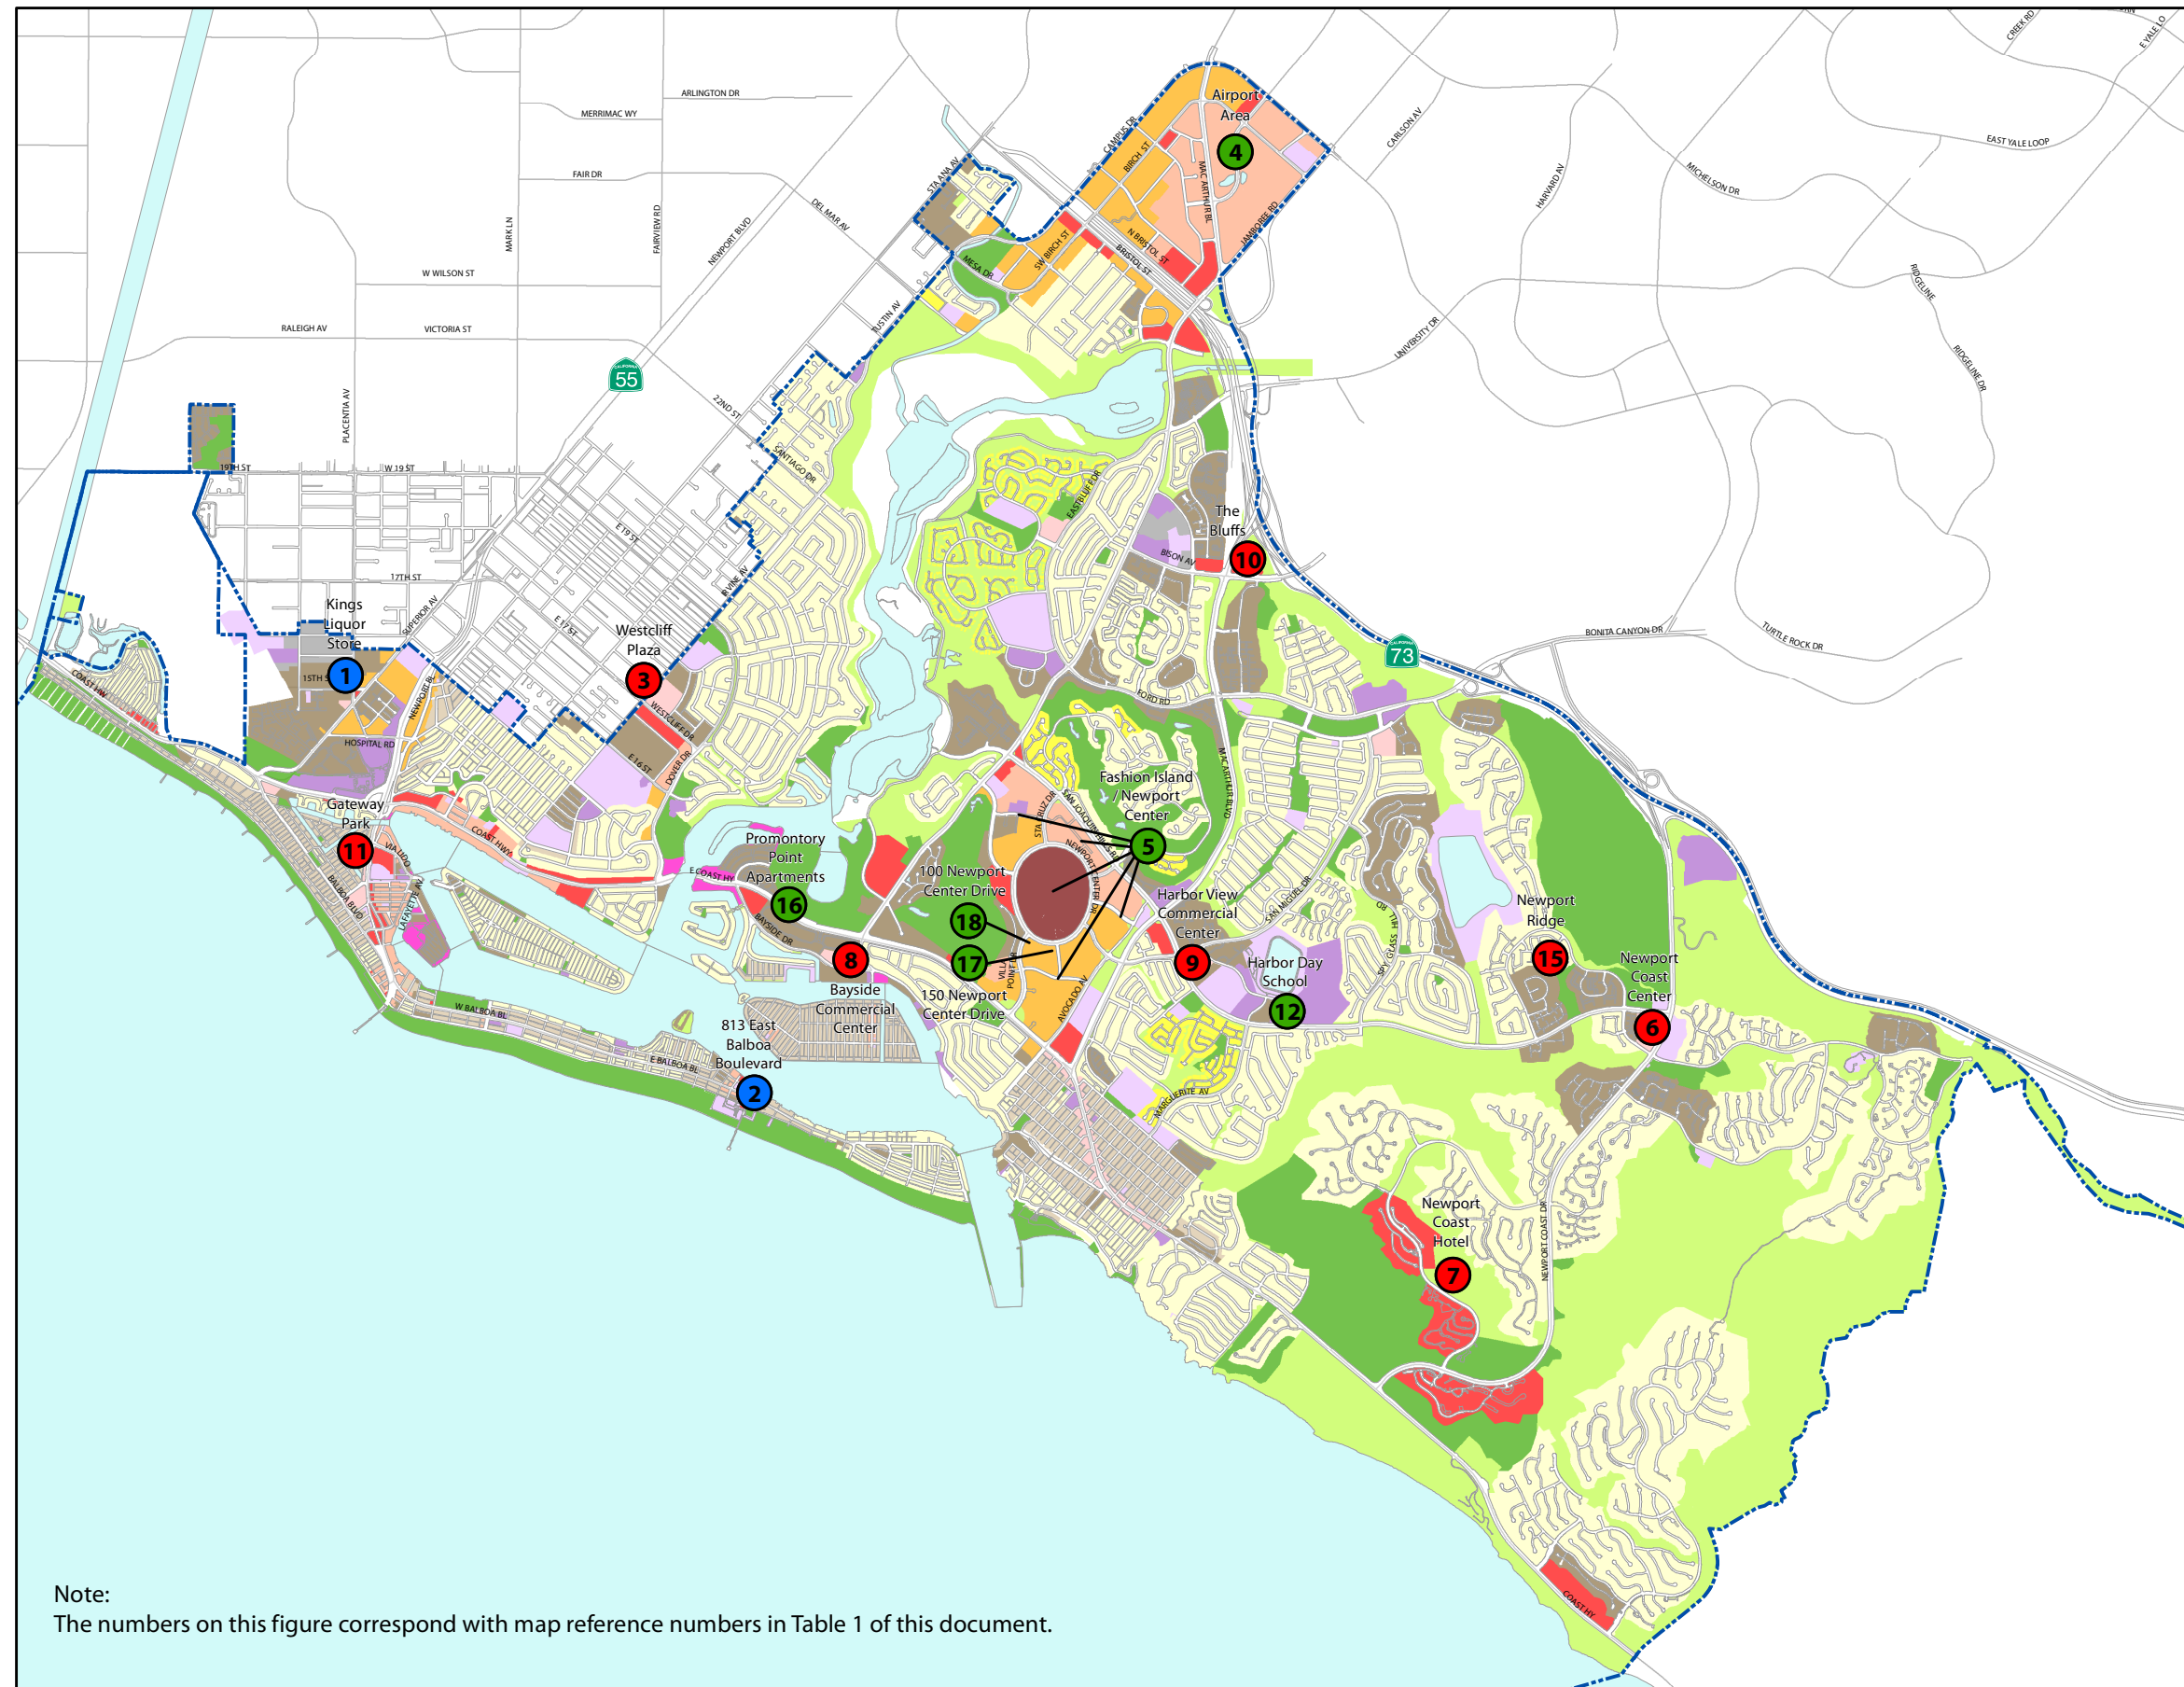 CREEK RD
E YALE LO
ARLINGTON DR
MERRIMAC WY
Airport
Area
4
CAMPUS DR
BIRCH ST
MAC ARTHUR BL
CARLSON AV
EAST YALE LOOP
FAIR DR
STA ANA AV
HARVARD AV
MICHELSON DR
MARK LN
FAIRVIEW RD
NEWPORT BLVD
DEL MAR AV
JAMBOREE RD
N BRISTOL ST
BRISTOL ST
SW BIRCH ST
MESA DR
W WILSON ST
RIDGELINE
RALEIGH AV
VICTORIA ST
TUSTIN AV
UNIVERSITY DR
RIDGELINE DR
CALIFORNIA
55
PLACENTIA AV
22ND ST
SANTIAGO DR
19TH ST
W 19 ST
EASTBLUFF DR
E 19 ST
The
Bluffs
10
BISON AV
17TH ST
IRVINE AV
SUPERIOR AV
E 17 ST
Kings
Liquor
Store
1
15TH S
Westcliff
Plaza
3
CALIFORNIA
73
BONITA CANYON DR
TURTLE ROCK DR
COAST HW
NEWPORT BL
WESTCLIFF DR
FORD RD
HOSPITAL RD
E 16 ST
DOVER DR
MACARTHUR BLVD
Fashion Island
/ Newport
Center
5
STA CRUZ DR
SAN JOAQUIN HILLS R
NEWPORT CENTER DR
Gateway
Park
11
VIA LIDO
COAST HWY
BALBOA BLVD
LAFAYETTE AV
Promontory
Point
Apartments
16
E COAST HY
BAYSIDE DR
100 Newport
Center Drive
18
17
150 Newport
Center Drive
VILLA
POINT DR
AVOCADO AV
Harbor View
Commercial
Center
9
SAN MIGUEL DR
SPY GLASS HILL RD
Harbor Day
School
12
Newport
Ridge
15
Newport
Coast
Center
6
8
Bayside
Commercial
Center
813 East
Balboa
Boulevard
2
W BALBOA BL
E BALBOA BL
MARGUERITE AV
Newport
Coast
Hotel
7
NEWPORT COAST DR
COAST HY
Note:
The numbers on this figure correspond with map reference numbers in Table 1 of this document.